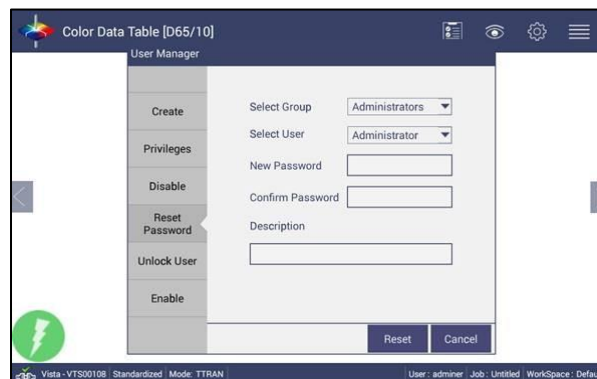 Color Data Table [D65/10]
User Manager
Create
Privileges
Disable
Reset
Password
Unlock User
Enable
Select Group
Administrators
Select User
Administrator
New Password
Confirm Password
Description
Reset
Cancel
Vista - VTS00108 Standardized Mode: TTRAN
User : adminer Job : Untitled WorkSpace : Defau